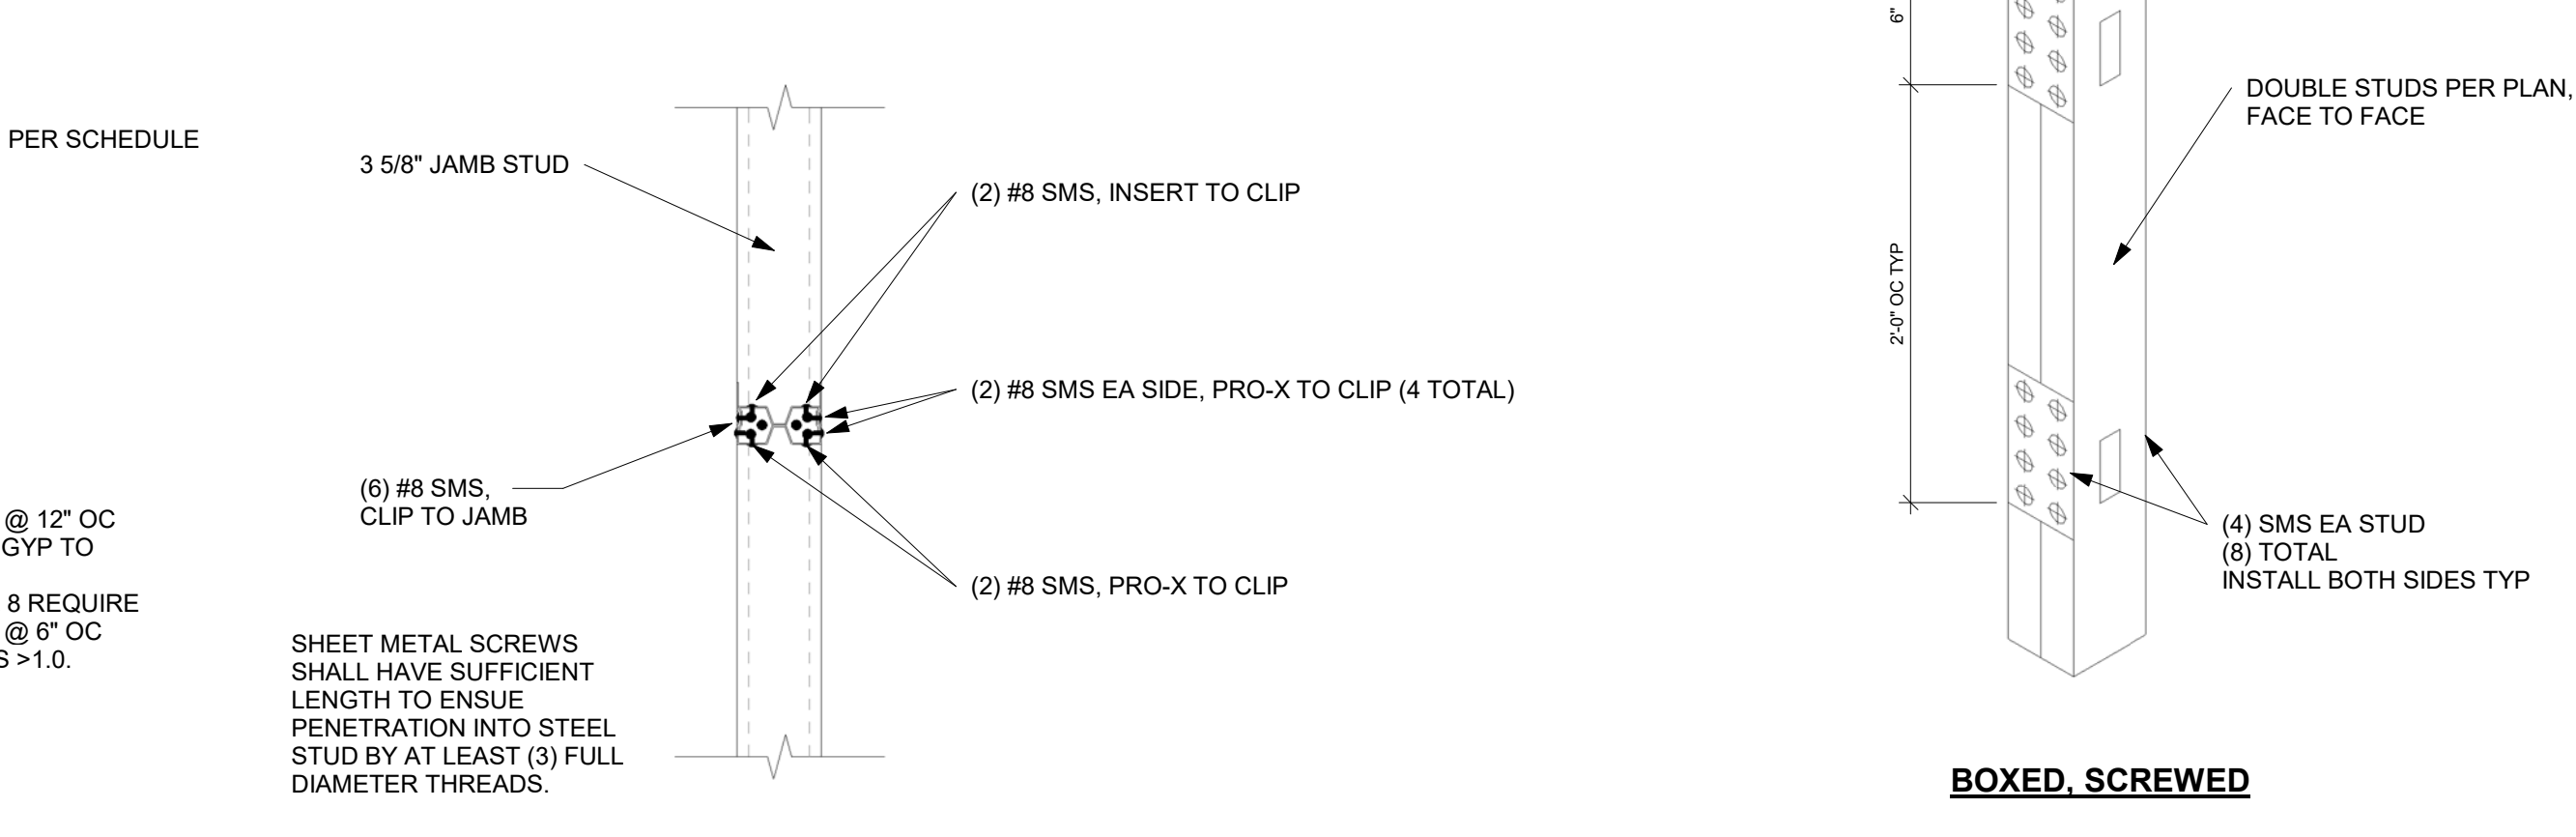 PER SCHEDULE
@ 12" OC
GYP TO
8 REQUIRE
@ 6" OC
S >1.0.
3 5/8" JAMB STUD
(2) #8 SMS, INSERT TO CLIP
(2) #8 SMS EA SIDE, PRO-X TO CLIP (4 TOTAL)
(6) #8 SMS,
CLIP TO JAMB
(2) #8 SMS, PRO-X TO CLIP
SHEET METAL SCREWS
SHALL HAVE SUFFICIENT
LENGTH TO ENSUE
PENETRATION INTO STEEL
STUD BY AT LEAST (3) FULL
DIAMETER THREADS.
6"
2'-0" OC TYP
DOUBLE STUDS PER PLAN,
FACE TO FACE
(4) SMS EA STUD
(8) TOTAL
INSTALL BOTH SIDES TYP
BOXED, SCREWED